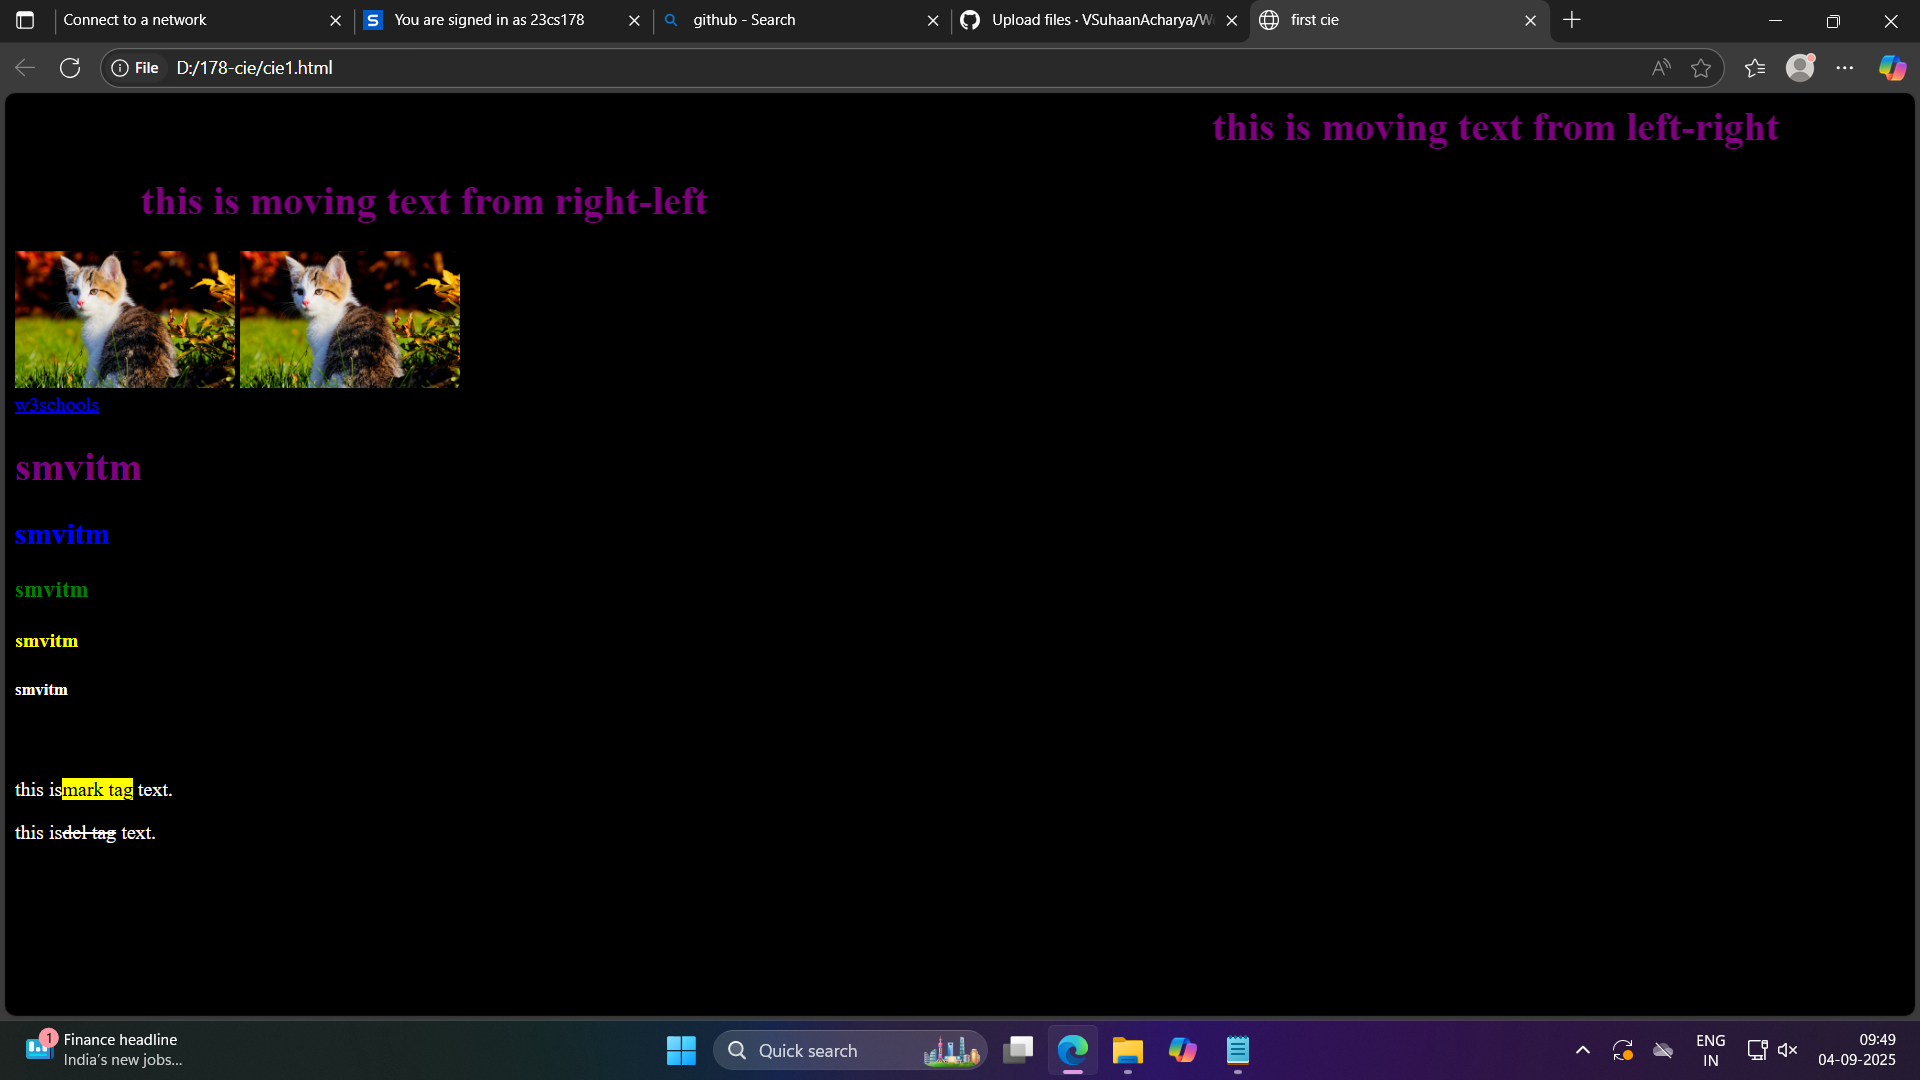 Connect to a network
You are signed in as 23cs178
github - Search
Upload files · VSuhaanAcharya/W
first cie
File
D:/178-cie/cie1.html
this is moving text from left-right
this is moving text from right-left
w3schools
smvitm
smvitm
smvitm
smvitm
smvitm
this ismark tag text.
this isdel tag text.
1
Finance headline
India's new jobs...
Quick search
ENG
IN
09:49
04-09-2025